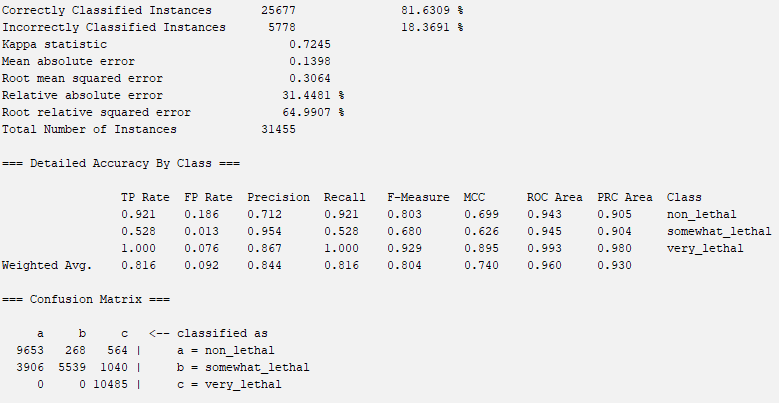 Correctly Classified Instances 25677 81.6309 %
Incorrectly Classified Instances 5778 18.3691 %
Kappa statistic 0.7245
Mean absolute error 0.1398
Root mean squared error 0.3064
Relative absolute error 31.4481 %
Root relative squared error 64.9907 %
Total Number of Instances 31455
=== Detailed Accuracy By Class ===
TP Rate FP Rate Precision Recall F-Measure MCC ROC Area PRC Area Class
0.921 0.186 0.712 0.921 0.803 0.699 0.943 0.905 non_lethal
0.528 0.013 0.954 0.528 0.680 0.626 0.945 0.904 somewhat_lethal
1.000 0.076 0.867 1.000 0.929 0.895 0.993 0.980 very_lethal
Weighted Avg. 0.816 0.092 0.844 0.816 0.804 0.740 0.960 0.930
=== Confusion Matrix ===
a b c <-- classified as
9653 268 564 | a = non_lethal
3906 5539 1040 | b = somewhat_lethal
0 0 10485 | c = very_lethal